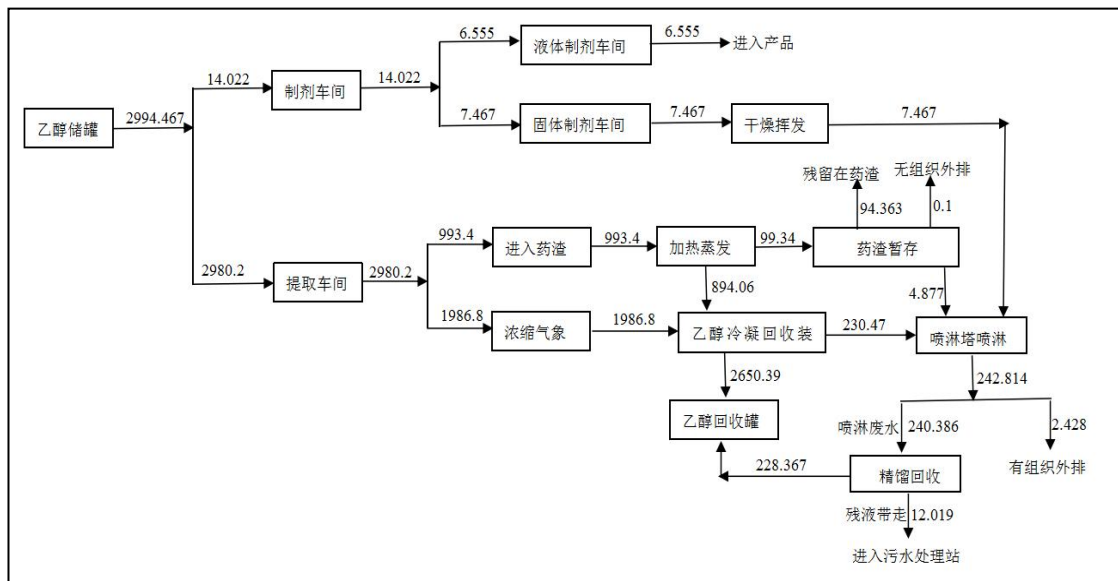 6.555
液体制剂车间
6.555
进入产品
14.022
制剂车间
14.022
乙醇储罐
2994.467
7.467
固体制剂车间
7.467
干燥挥发
7.467
残留在药渣
无组织外排
94.363
0.1
993.4
进入药渣
993.4
加热蒸发
99.34
药渣暂存
2980.2
提取车间
2980.2
894.06
4.877
1986.8
浓缩气象
1986.8
乙醇冷凝回收装
230.47
喷淋塔喷淋
2650.39
242.814
乙醇回收罐
喷淋废水
240.386
2.428
228.367
精馏回收
有组织外排
残液带走
12.019
进入污水处理站